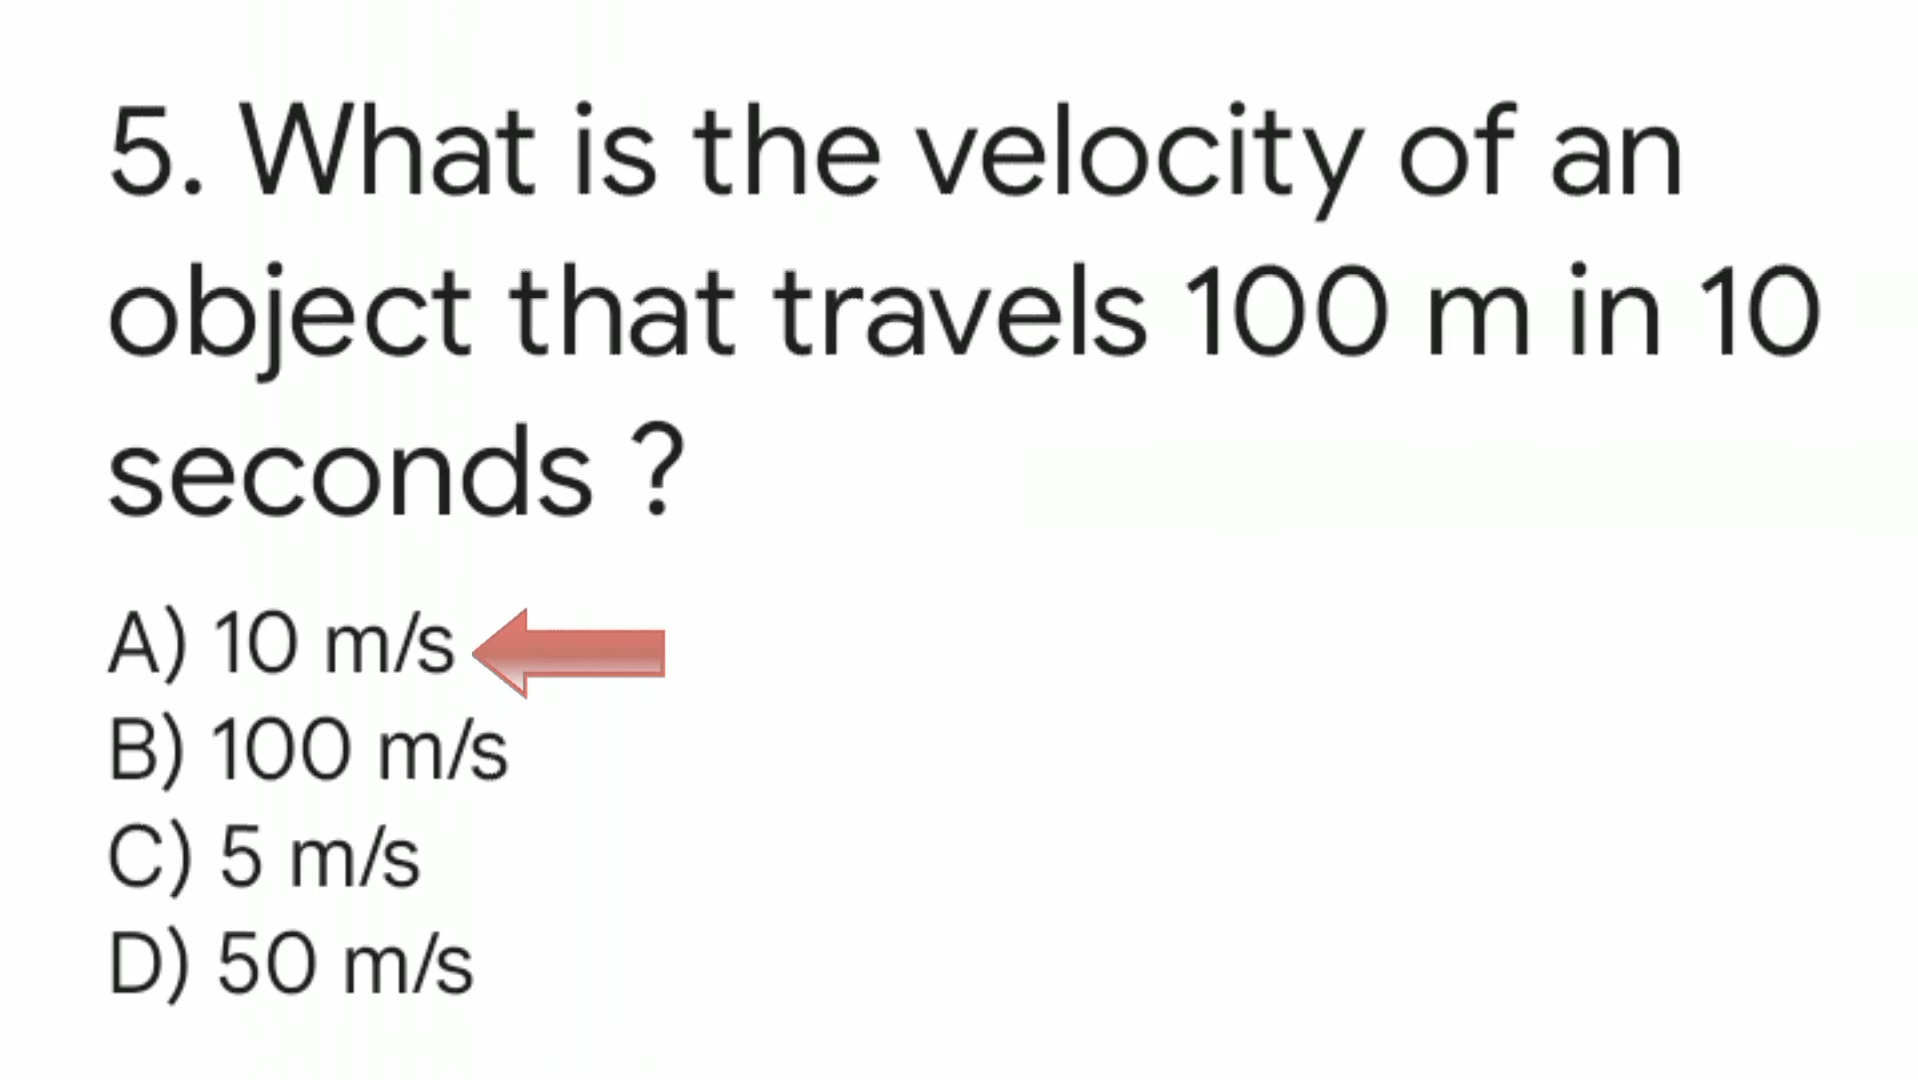 5. What is the velocity of an
object that travels 100 m in 10
seconds ?
A) 10 m/s
B) 100 m/s
C) 5 m/s
D) 50 m/s